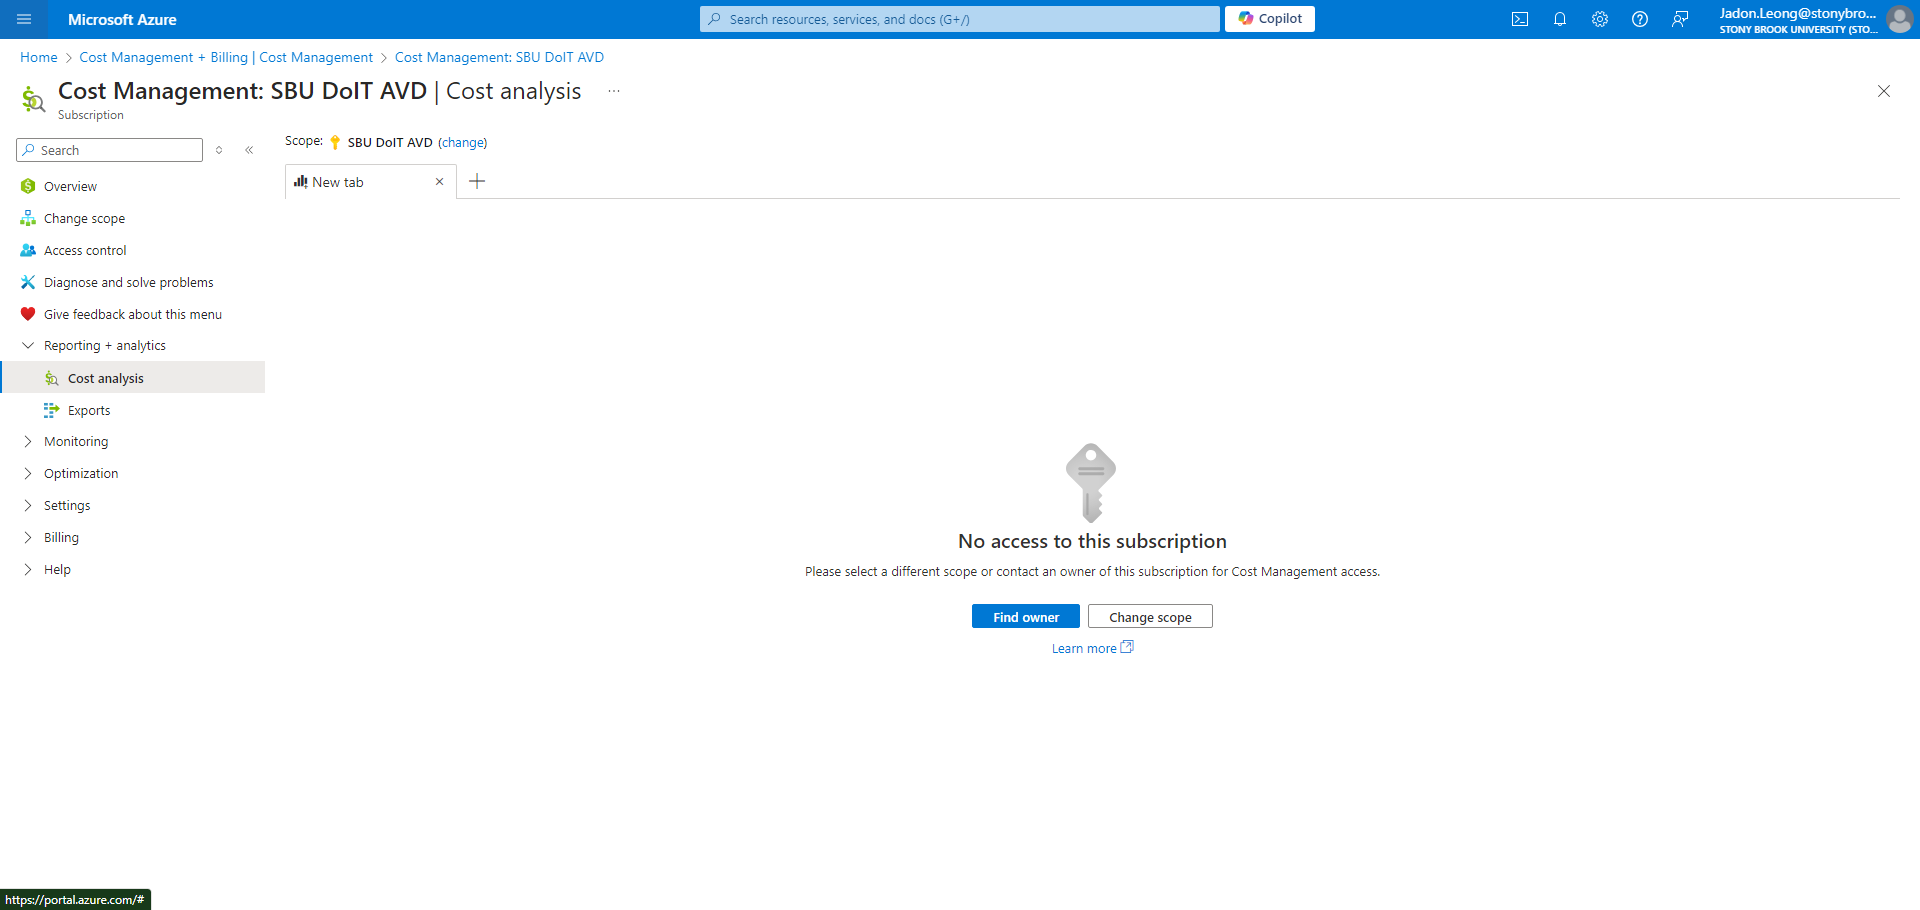 Microsoft Azure
Search resources, services, and docs (G+/)
Copilot
Jadon.Leong@stonybro...
STONY BROOK UNIVERSITY (STO...
Home > Cost Management + Billing | Cost Management > Cost Management: SBU DoIT AVD
Cost Management: SBU DoIT AVD | Cost analysis ...
Subscription
Search
Overview
Change scope
Access control
Diagnose and solve problems
Give feedback about this menu
Reporting + analytics
Cost analysis
Exports
Monitoring
Optimization
Settings
Billing
Help
Scope: SBU DoIT AVD (change)
New tab
No access to this subscription
Please select a different scope or contact an owner of this subscription for Cost Management access.
Find owner
Change scope
Learn more
https://portal.azure.com/#